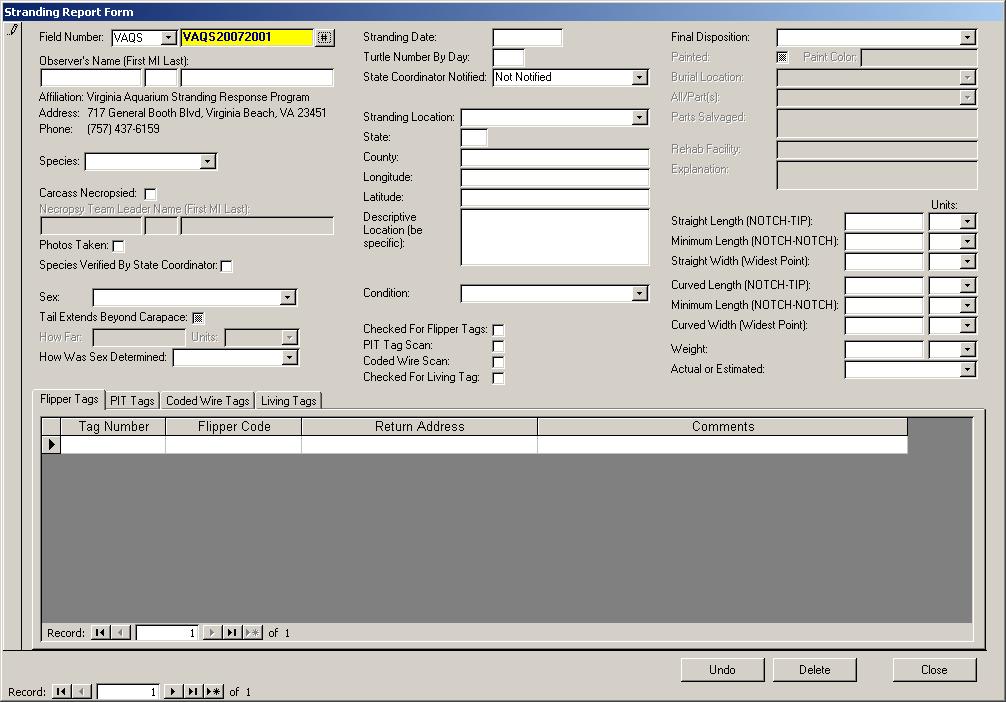 Stranding Report Form
Field Number: VAQS VAQS20072001 #
Observer's Name (First MI Last):
Affiliation: Virginia Aquarium Stranding Response Program
Address: 717 General Booth Blvd, Virginia Beach, VA 23451
Phone: (757) 437-6159
Species:
Carcass Necropsied:
Necropsy Team Leader Name (First MI Last):
Photos Taken:
Species Verified By State Coordinator:
Sex:
Tail Extends Beyond Carapace:
How Far: Units:
How Was Sex Determined:
Stranding Date:
Turtle Number By Day:
State Coordinator Notified: Not Notified
Stranding Location:
State:
County:
Longitude:
Latitude:
Descriptive
Location (be
specific):
Condition:
Checked For Flipper Tags:
PIT Tag Scan:
Coded Wire Scan:
Checked For Living Tag:
Final Disposition:
Painted: Paint Color:
Burial Location:
All/Part(s):
Parts Salvaged:
Rehab Facility:
Explanation:
Units:
Straight Length (NOTCH-TIP):
Minimum Length (NOTCH-NOTCH):
Straight Width (Widest Point):
Curved Length (NOTCH-TIP):
Minimum Length (NOTCH-NOTCH):
Curved Width (Widest Point):
Weight:
Actual or Estimated:
Flipper Tags PIT Tags Coded Wire Tags Living Tags
Tag Number Flipper Code Return Address Comments
Record: 1 of 1
Undo Delete Close
Record: 1 of 1